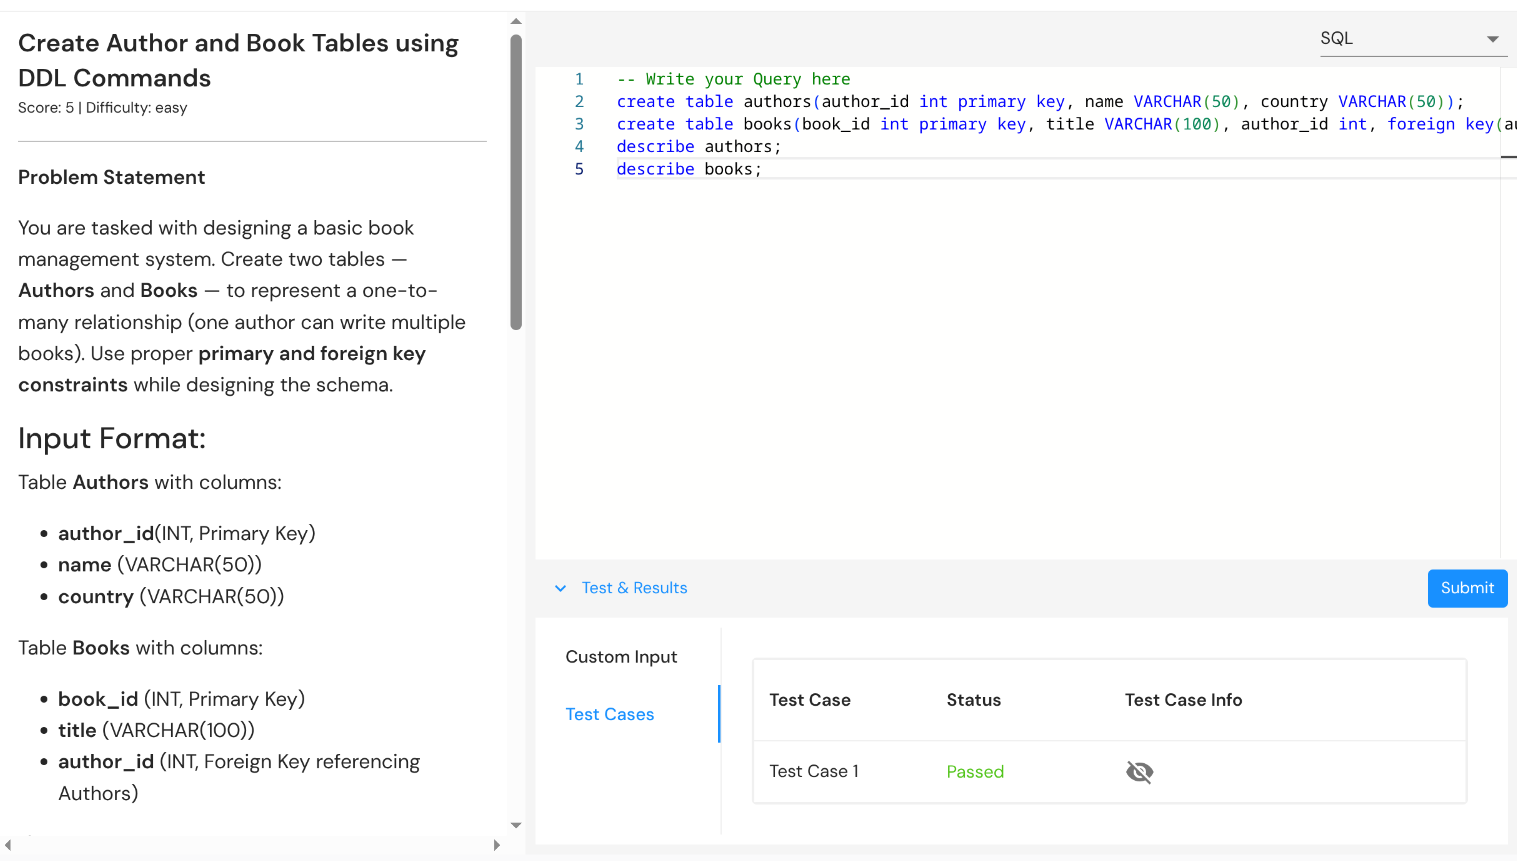 Create Author and Book Tables using
DDL Commands
Score: 5 | Difficulty: easy
Problem Statement
You are tasked with designing a basic book
management system. Create two tables —
Authors and Books — to represent a one-to-
many relationship (one author can write multiple
books). Use proper primary and foreign key
constraints while designing the schema.
Input Format:
Table Authors with columns:
• author_id(INT, Primary Key)
• name (VARCHAR(50))
• country (VARCHAR(50))
Table Books with columns:
• book_id (INT, Primary Key)
• title (VARCHAR(100))
• author_id (INT, Foreign Key referencing
Authors)
SQL
1 -- Write your Query here
2 create table authors(author_id int primary key, name VARCHAR(50), country VARCHAR(50));
3 create table books(book_id int primary key, title VARCHAR(100), author_id int, foreign key(
4 describe authors;
5 describe books;
Test & Results
Submit
Custom Input
Test Cases
Test Case Status Test Case Info
Test Case 1 Passed